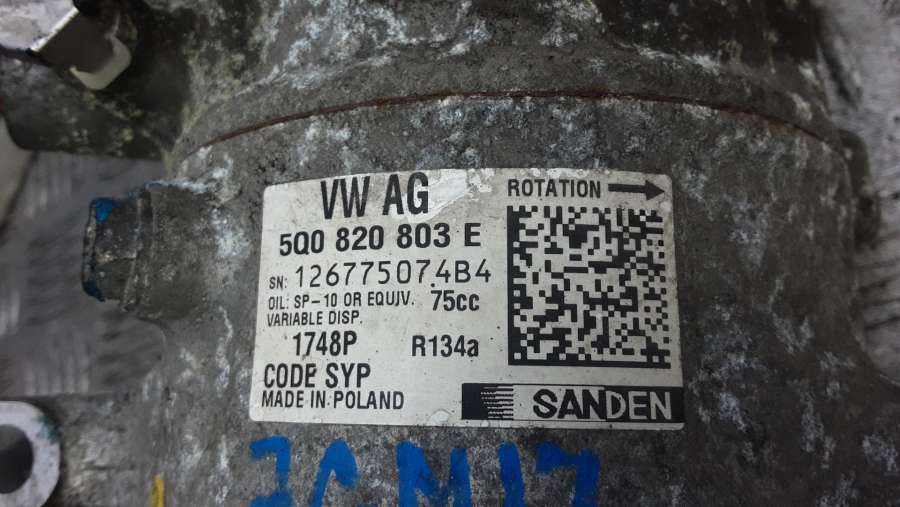 VW AG
ROTATION
5Q0 820 803 E
SN: 126775074B4
OIL: SP-10 OR EQUIV. 75cc
VARIABLE DISP.
1748P R134a
CODE SYP
MADE IN POLAND
SANDEN